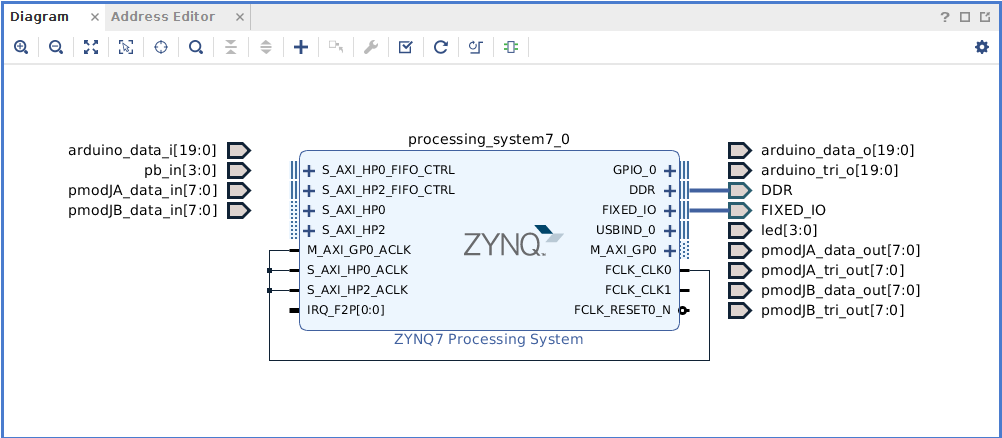 Diagram × Address Editor × ?
processing_system7_0
arduino_data_i[19:0]
pb_in[3:0]
pmodJA_data_in[7:0]
pmodJB_data_in[7:0]
S_AXI_HP0_FIFO_CTRL
S_AXI_HP2_FIFO_CTRL
S_AXI_HP0
S_AXI_HP2
M_AXI_GP0_ACLK
S_AXI_HP0_ACLK
S_AXI_HP2_ACLK
IRQ_F2P[0:0]
ZYNQ™
GPIO_0
DDR
FIXED_IO
USBIND_0
M_AXI_GP0
FCLK_CLK0
FCLK_CLK1
FCLK_RESET0_N
arduino_data_o[19:0]
arduino_tri_o[19:0]
DDR
FIXED_IO
led[3:0]
pmodJA_data_out[7:0]
pmodJA_tri_out[7:0]
pmodJB_data_out[7:0]
pmodJB_tri_out[7:0]
ZYNQ7 Processing System